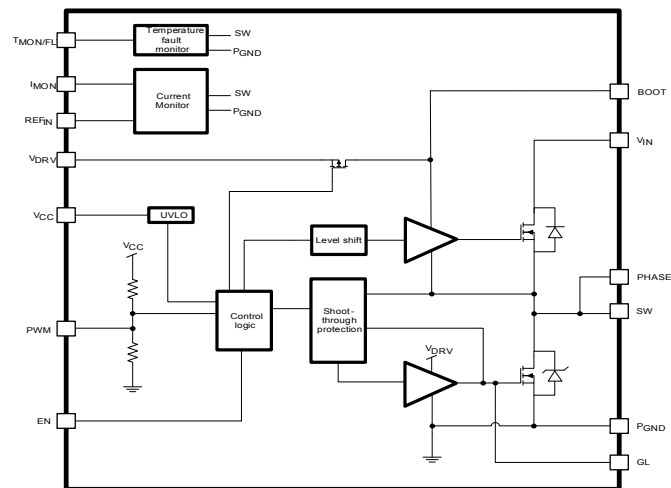 TMON/FL
Temperature
fault
monitor
SW
PGND
IMON
REFIN
Current
Monitor
SW
PGND
BOOT
VIN
VDRV
VCC
UVLO
VCC
Level shift
PHASE
SW
PWM
Control
logic
Shoot-
through
protection
VDRV
EN
PGND
GL